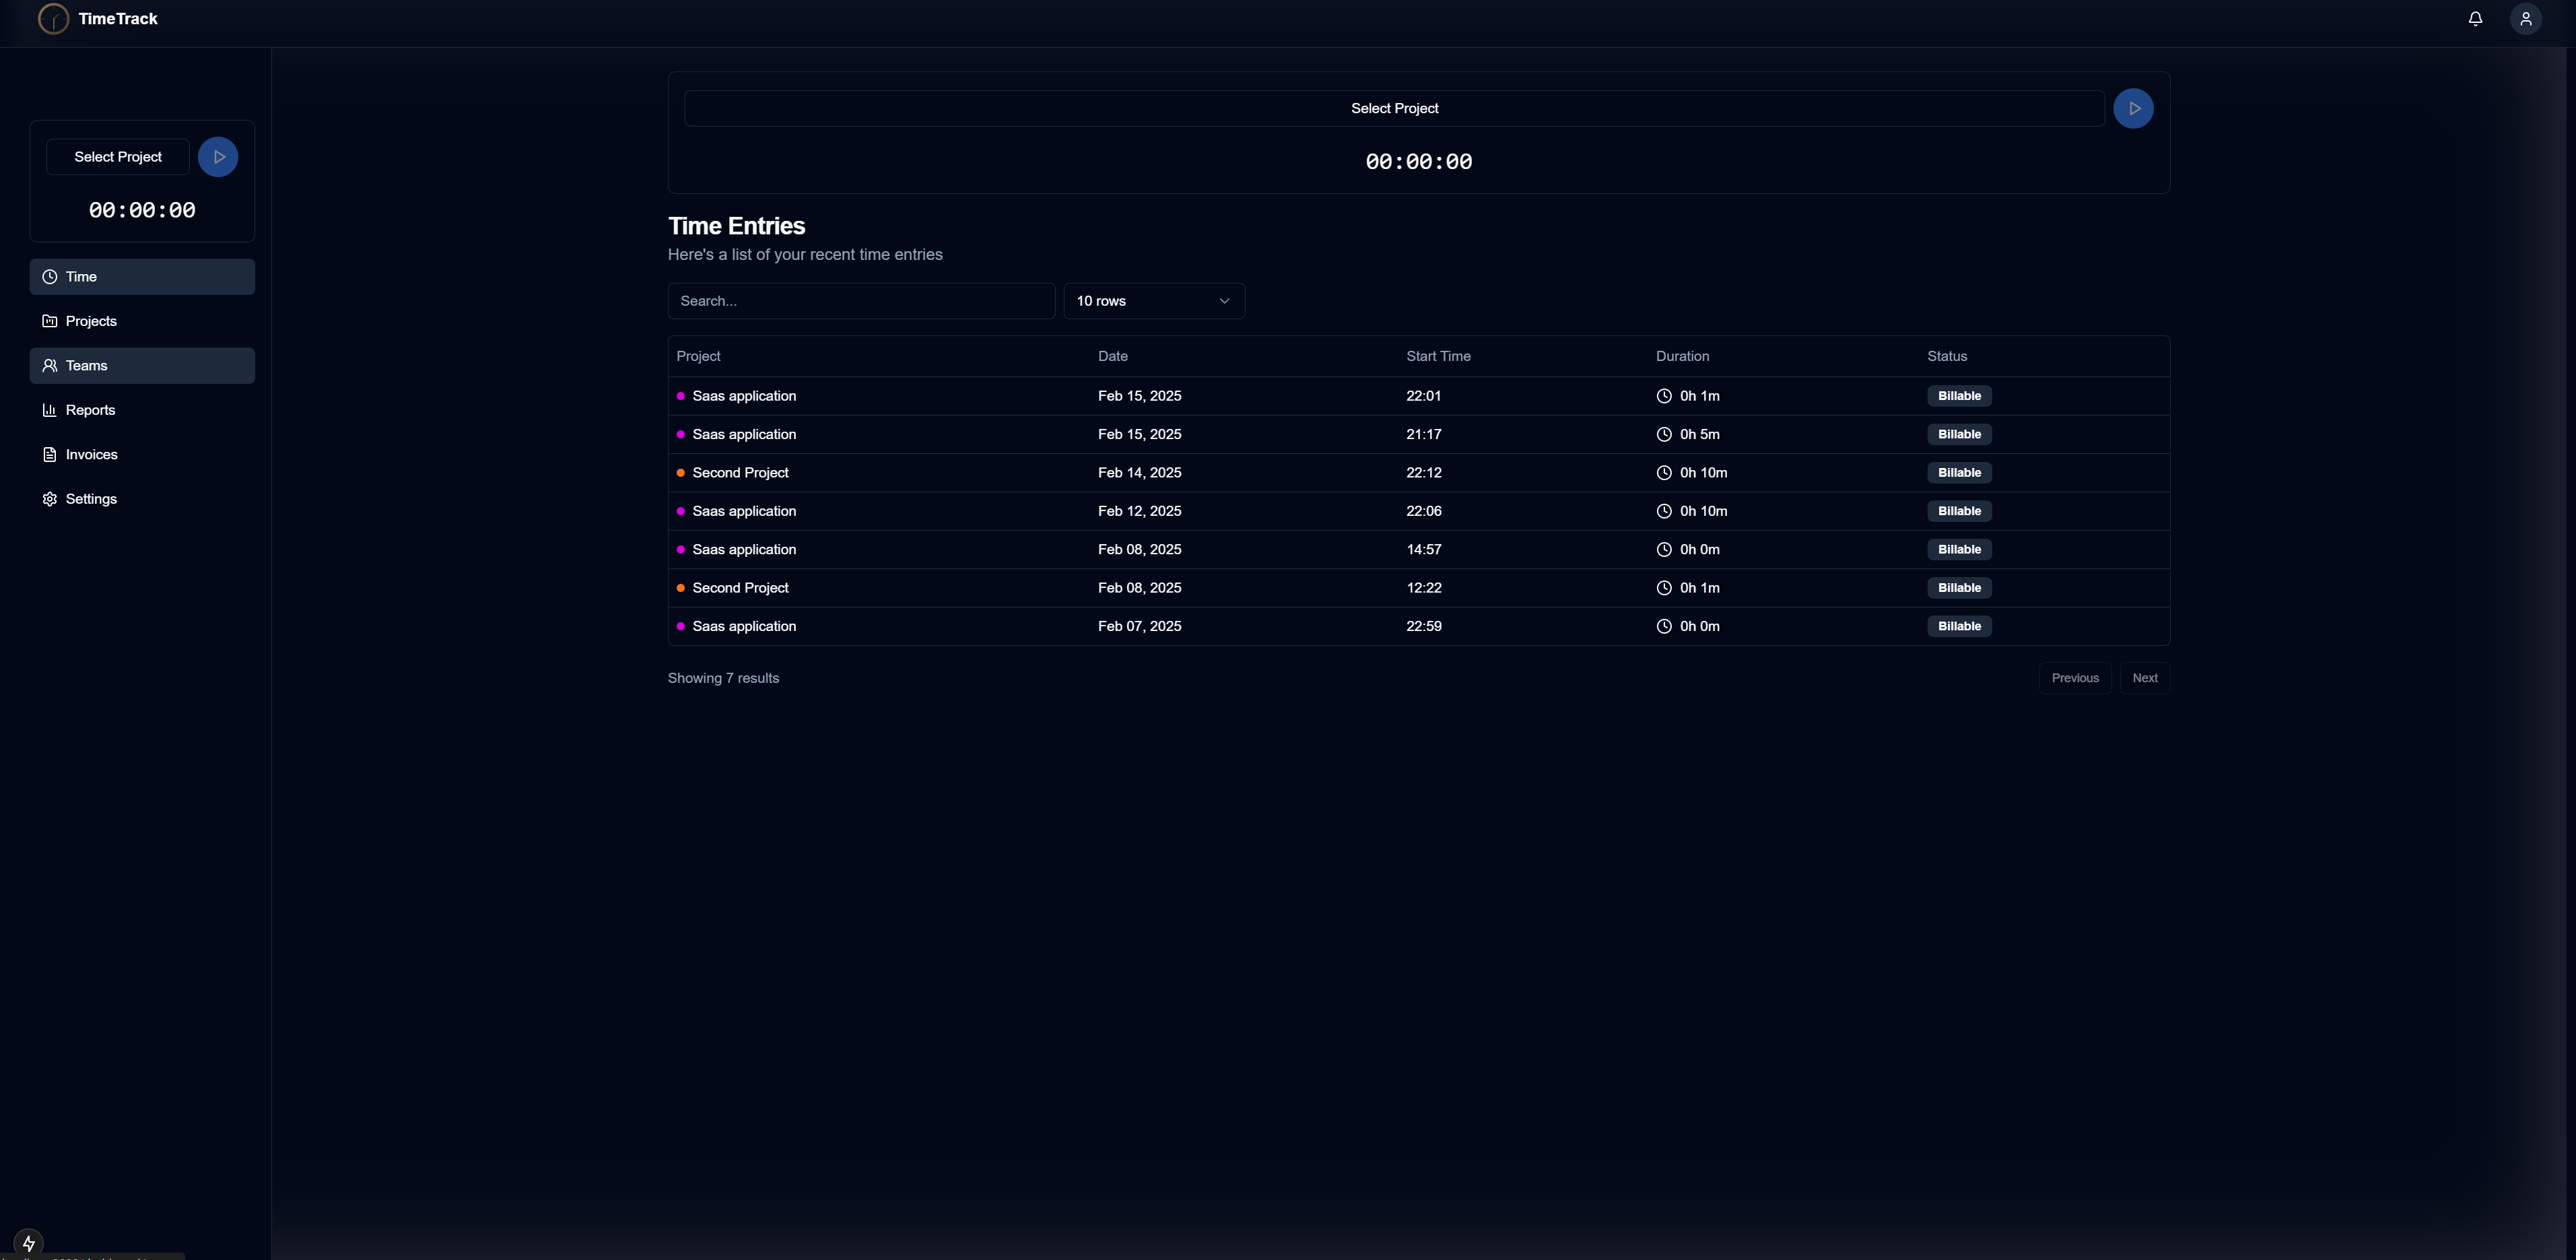 TimeTrack
Select Project
00:00:00
Time
Projects
Teams
Reports
Invoices
Settings
Select Project
00:00:00
Time Entries
Here's a list of your recent time entries
Search...
10 rows
Project Date Start Time Duration Status
Saas application Feb 15, 2025 22:01 0h 1m Billable
Saas application Feb 15, 2025 21:17 0h 5m Billable
Second Project Feb 14, 2025 22:12 0h 10m Billable
Saas application Feb 12, 2025 22:06 0h 10m Billable
Saas application Feb 08, 2025 14:57 0h 0m Billable
Second Project Feb 08, 2025 12:22 0h 1m Billable
Saas application Feb 07, 2025 22:59 0h 0m Billable
Showing 7 results
Previous Next